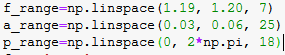 f_range=np.linspace(1.19, 1.20, 7)
a_range=np.linspace(0.03, 0.06, 25)
p_range=np.linspace(0, 2*np.pi, 18)